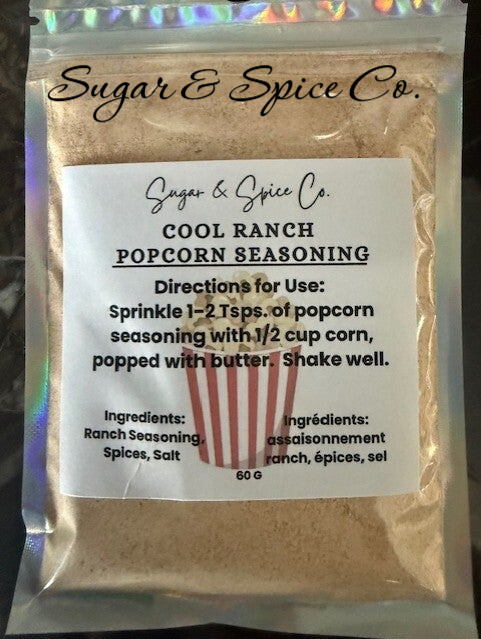 Sugar & Spice Co.
Sugar & Spice Co.
COOL RANCH
POPCORN SEASONING
Directions for Use:
Sprinkle 1-2 Tsps. of popcorn
seasoning with 1/2 cup corn,
popped with butter. Shake well.
Ingredients:
Ranch Seasoning,
Spices, Salt
Ingrédients:
assaisonnement
ranch, épices, sel
60 G